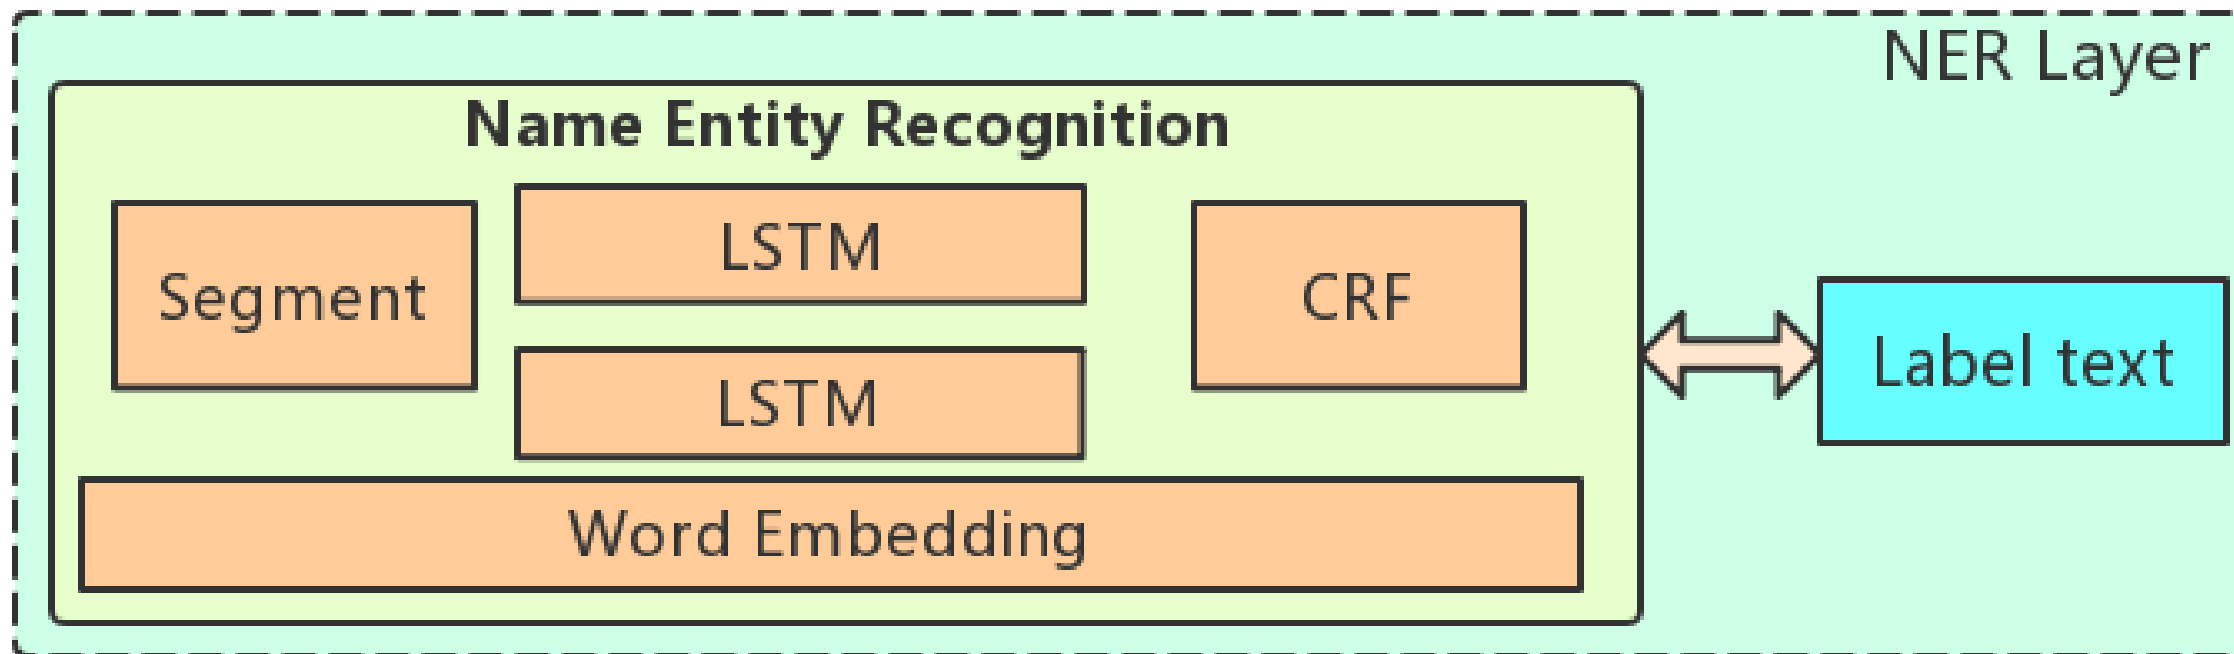 NER Layer
Name Entity Recognition
Segment
LSTM
LSTM
CRF
Word Embedding
Label text